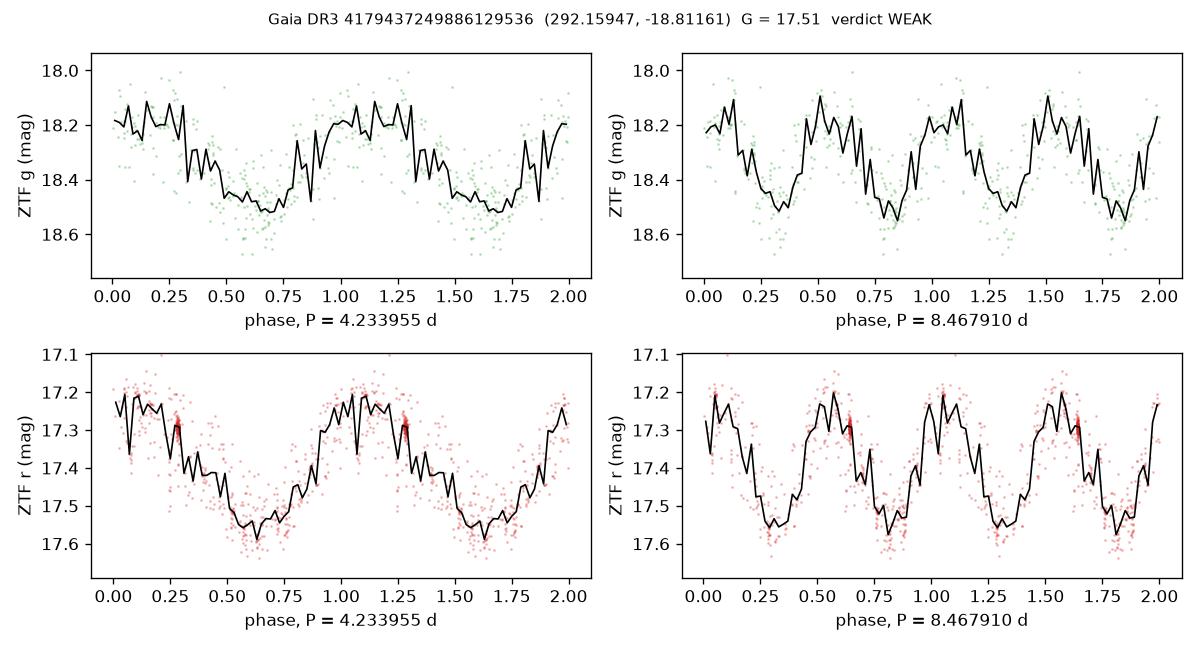 Gaia DR3 4179437249886129536  (292.15947, -18.81161)  G = 17.51  verdict WEAK
18.0
18.2
18.4
18.6
ZTF g (mag)
0.00 0.25 0.50 0.75 1.00 1.25 1.50 1.75 2.00
phase, P = 4.233955 d
18.0
18.2
18.4
18.6
ZTF g (mag)
0.00 0.25 0.50 0.75 1.00 1.25 1.50 1.75 2.00
phase, P = 8.467910 d
17.1
17.2
17.3
17.4
17.5
17.6
ZTF r (mag)
0.00 0.25 0.50 0.75 1.00 1.25 1.50 1.75 2.00
phase, P = 4.233955 d
17.1
17.2
17.3
17.4
17.5
17.6
ZTF r (mag)
0.00 0.25 0.50 0.75 1.00 1.25 1.50 1.75 2.00
phase, P = 8.467910 d